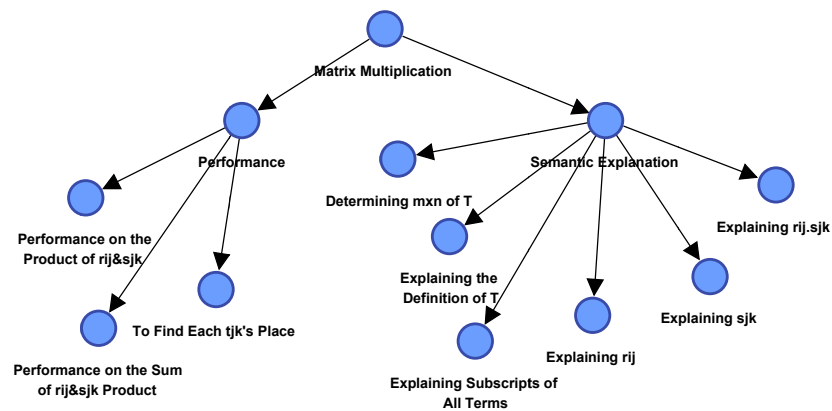 Matrix Multiplication
Performance
Semantic Explanation
Determining mxn of T
Explaining rij.sjk
Performance on the
Product of rij&sjk
Explaining the
Definition of T
To Find Each tjk's Place
Explaining sjk
Performance on the Sum
of rij&sjk Product
Explaining rij
Explaining Subscripts of
All Terms